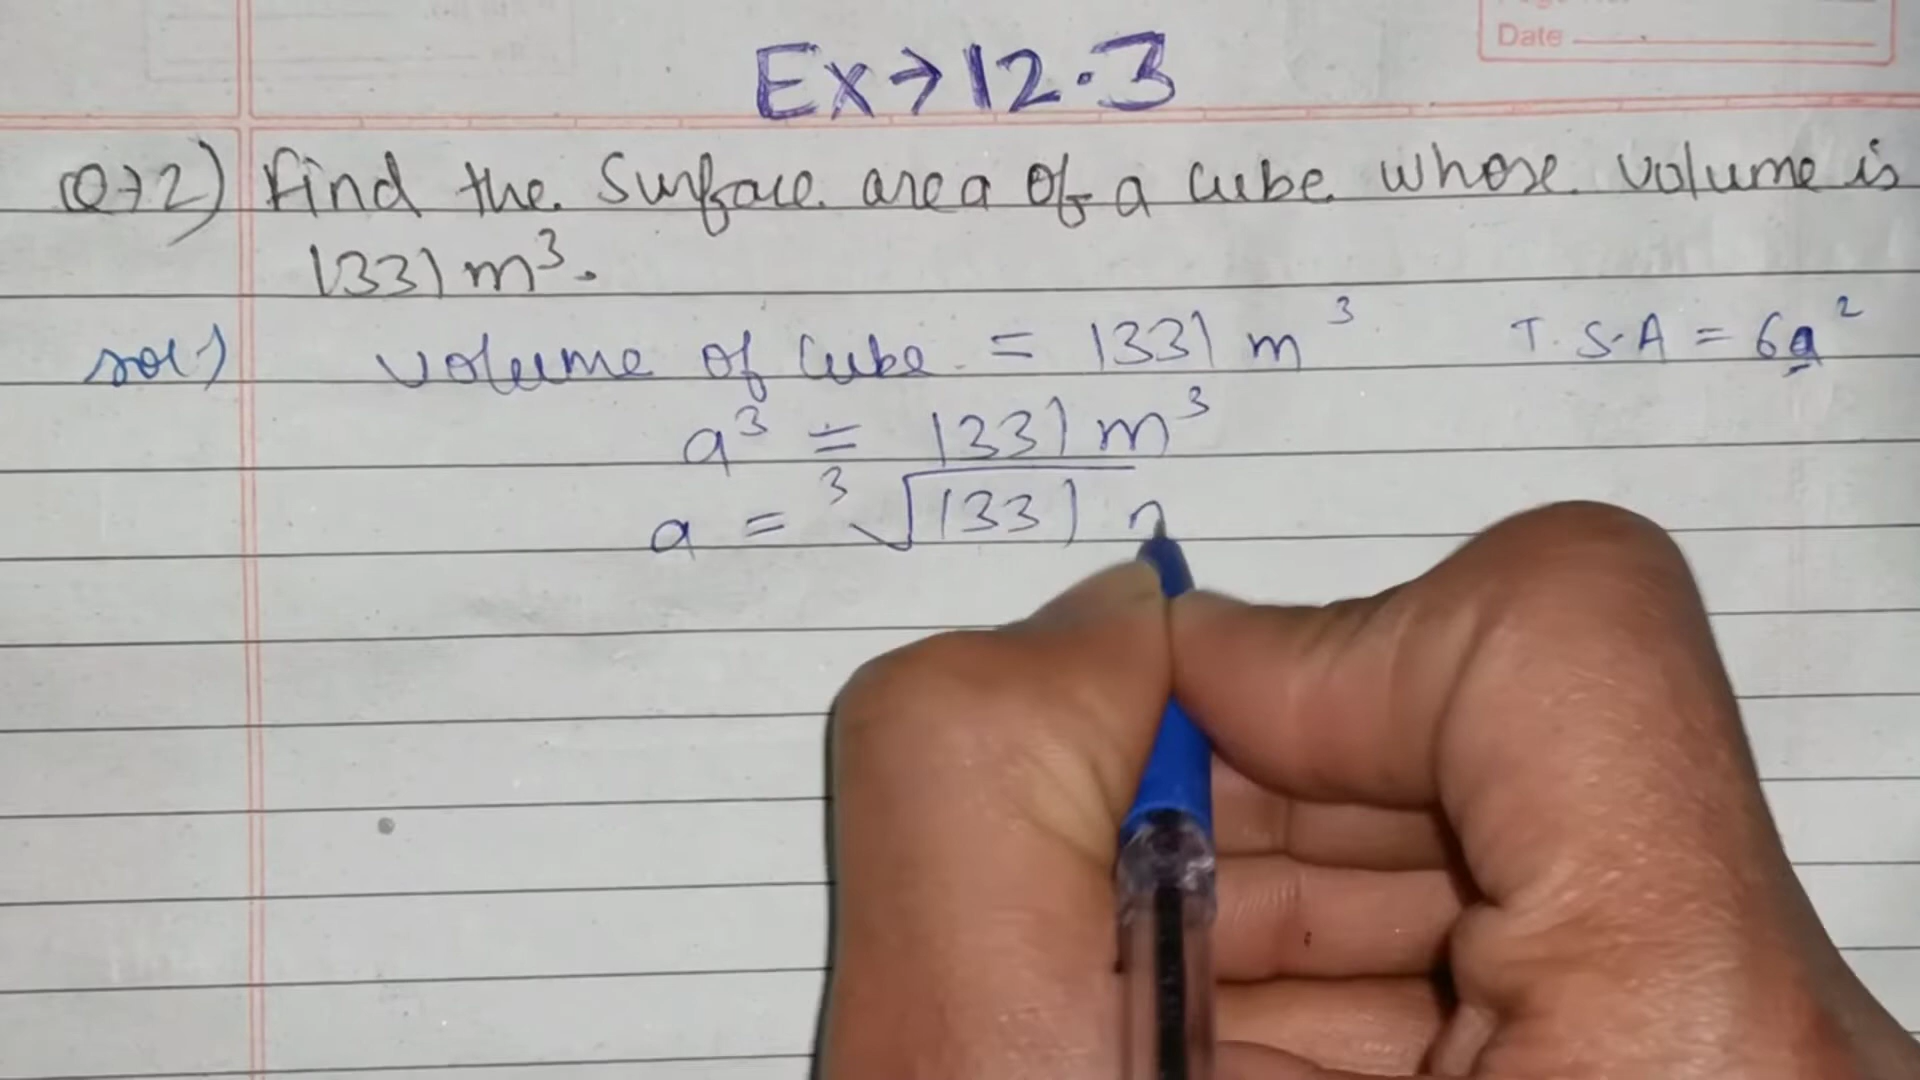 Date
Ex→12.3
Q→2) Find the Surface area of a cube whose volume is
1331 m³.
sol) volume of cube = 1331 m³ T.S.A = 6a²
a³ = 1331 m³
a = ³√1331